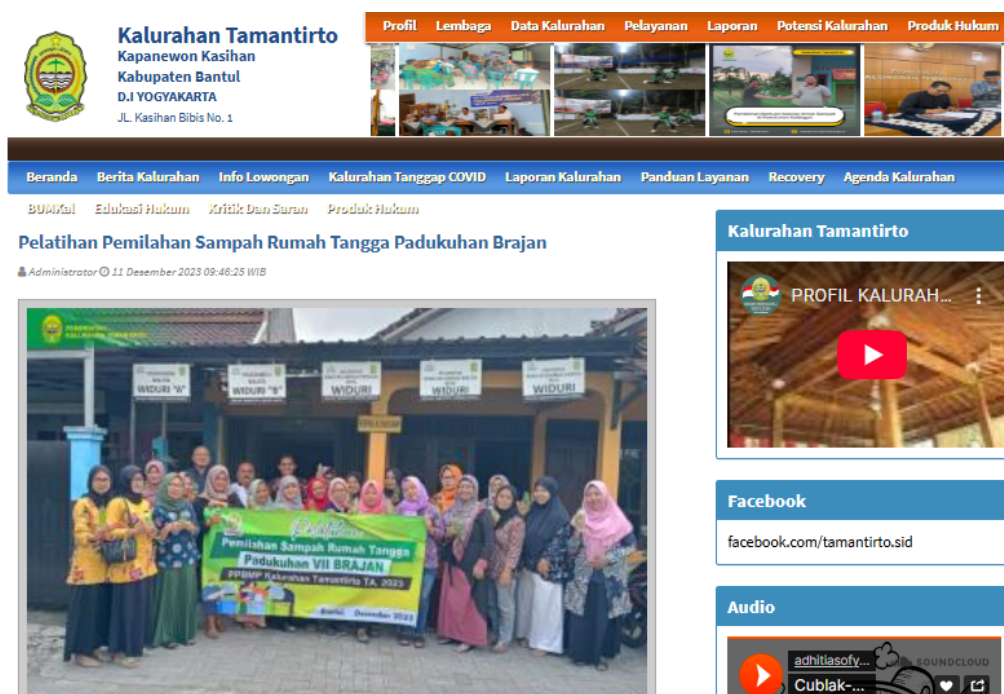 Kalurahan Tamantirto
Kapanewon Kasihan
Kabupaten Bantul
D.I YOGYAKARTA
JL. Kasihan Bibis No. 1
Profil Lembaga Data Kalurahan Pelayanan Laporan Potensi Kalurahan Produk Hukum
Beranda Berita Kalurahan Info Lowongan Kalurahan Tanggap COVID Laporan Kalurahan Panduan Layanan Recovery Agenda Kalurahan
BUMKal Edukasi Hukum Kritik Dan Saran Produk Hukum
Pelatihan Pemilahan Sampah Rumah Tangga Padukuhan Brajan
Administrator 11 Desember 2023 09:46:25 WIB
WIDURI "A"
WIDURI "B"
WIDURI
WIDURI
WIDURI
Pelatihan
Pemilahan Sampah Rumah Tangga
Padukuhan VII BRAJAN
PPBMP Kalurahan Tamantirto TA. 2023
Bantul, Desember 2023
Kalurahan Tamantirto
PROFIL KALURAH...
Facebook
facebook.com/tamantirto.sid
Audio
adhitiasofy...
SOUNDCLOUD
Cublak-...